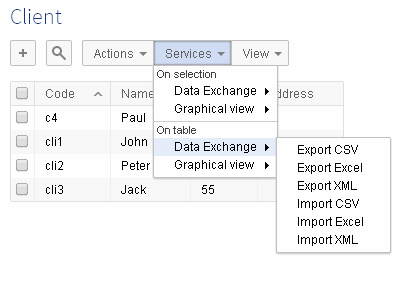 Client
+ Actions Services View
On selection
Data Exchange
Graphical view
On table
Data Exchange
Graphical view
Export CSV
Export Excel
Export XML
Import CSV
Import Excel
Import XML
Code Name address
c4 Paul
cli1 John
cli2 Peter
cli3 Jack 55